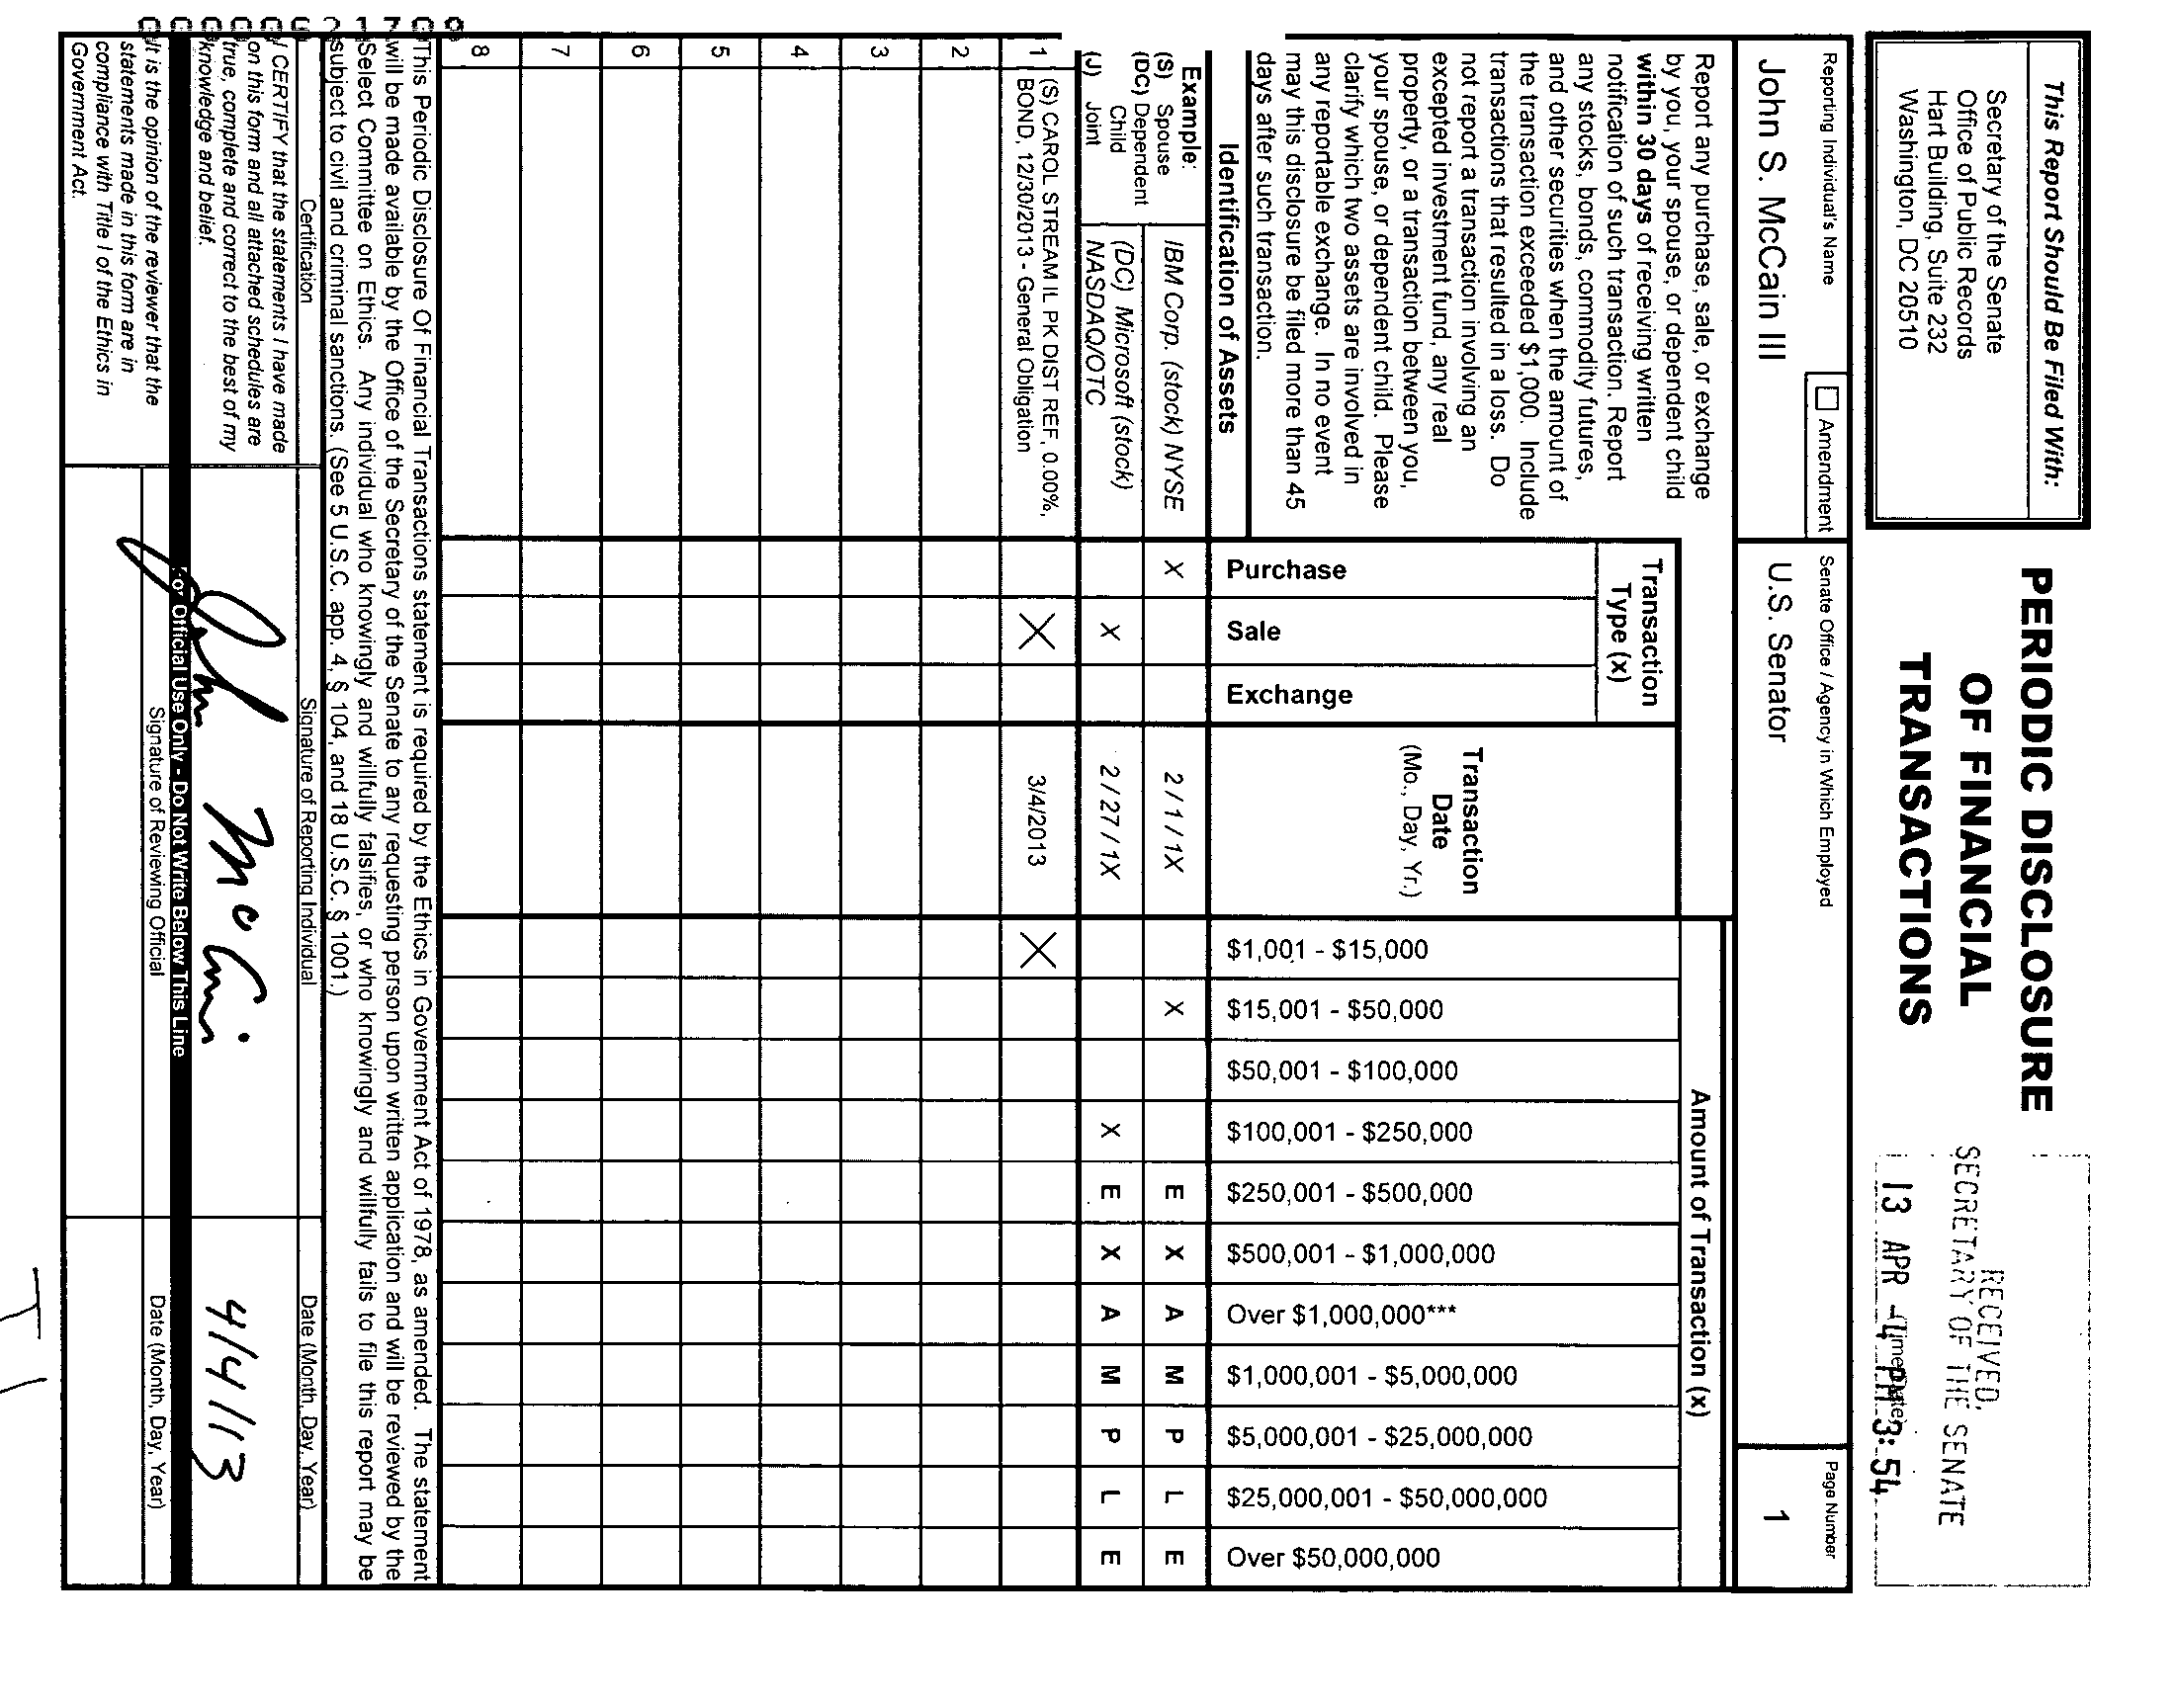 This Report Should Be Filed With:
Secretary of the Senate
Office of Public Records
Hart Building, Suite 232
Washington, DC 20510
PERIODIC DISCLOSURE
OF FINANCIAL
TRANSACTIONS
RECEIVED
SECRETARY OF THE SENATE
13 APR -4 PM 3:54
Reporting Individual's Name
Amendment
Senate Office / Agency in Which Employed
Page Number
John S. McCain III
U.S. Senator
1
Report any purchase, sale, or exchange
by you, your spouse, or dependent child
within 30 days of receiving written
notification of such transaction. Report
any stocks, bonds, commodity futures,
and other securities when the amount of
the transaction exceeded $1,000. Include
transactions that resulted in a loss. Do
not report a transaction involving an
excepted investment fund, any real
property, or a transaction between you,
your spouse, or dependent child. Please
clarify which two assets are involved in
any reportable exchange. In no event
may this disclosure be filed more than 45
days after such transaction.
Identification of Assets
Transaction
Type (x)
Purchase
Sale
Exchange
Transaction
Date
(Mo., Day, Yr.)
Amount of Transaction (x)
$1,001 - $15,000
$15,001 - $50,000
$50,001 - $100,000
$100,001 - $250,000
$250,001 - $500,000
$500,001 - $1,000,000
Over $1,000,000***
$1,000,001 - $5,000,000
$5,000,001 - $25,000,000
$25,000,001 - $50,000,000
Over $50,000,000
Example:
(S) Spouse
(DC) Dependent
Child
(J) Joint
IBM Corp. (stock) NYSE X 2 / 1 / 1X X E X A M P L E
(DC) Microsoft (stock)
NASDAQ/OTC X 2 / 27 / 1X X E X A M P L E
1 (S) CAROL STREAM IL PK DIST REF, 0.00%,
BOND, 12/30/2013 - General Obligation X 3/4/2013 X
2
3
4
5
6
7
8
This Periodic Disclosure Of Financial Transactions statement is required by the Ethics in Government Act of 1978, as amended. The statement
will be made available by the Office of the Secretary of the Senate to any requesting person upon written application and will be reviewed by the
Select Committee on Ethics. Any individual who knowingly and willfully falsifies, or who knowingly and willfully fails to file this report may be
subject to civil and criminal sanctions. (See 5 U.S.C. app. 4, § 104, and 18 U.S.C. § 1001.)
Certification
Signature of Reporting Individual
Date (Month, Day, Year)
I CERTIFY that the statements I have made
on this form and all attached schedules are
true, complete and correct to the best of my
knowledge and belief.
John McCain
4/4/13
For Official Use Only - Do Not Write Below This Line
It is the opinion of the reviewer that the
statements made in this form are in
compliance with Title I of the Ethics in
Government Act.
Signature of Reviewing Official
Date (Month, Day, Year)